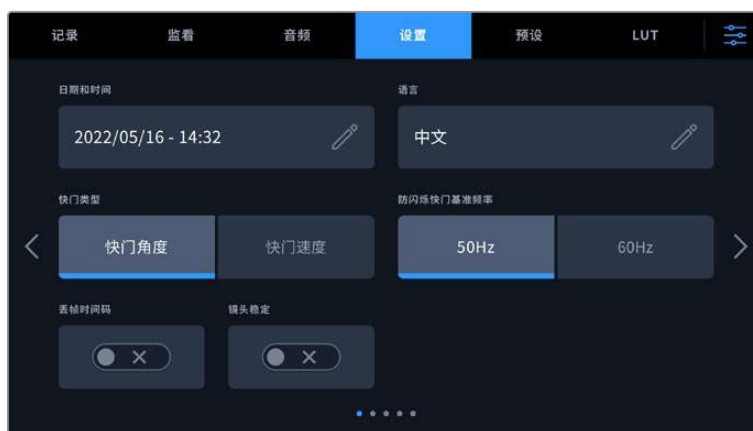 记录 监看 音频 设置 预设 LUT
日期和时间 语言
2022/05/16 - 14:32 中文
快门类型 防闪烁快门基准频率
快门角度 快门速度 50Hz 60Hz
丢帧时间码 镜头稳定